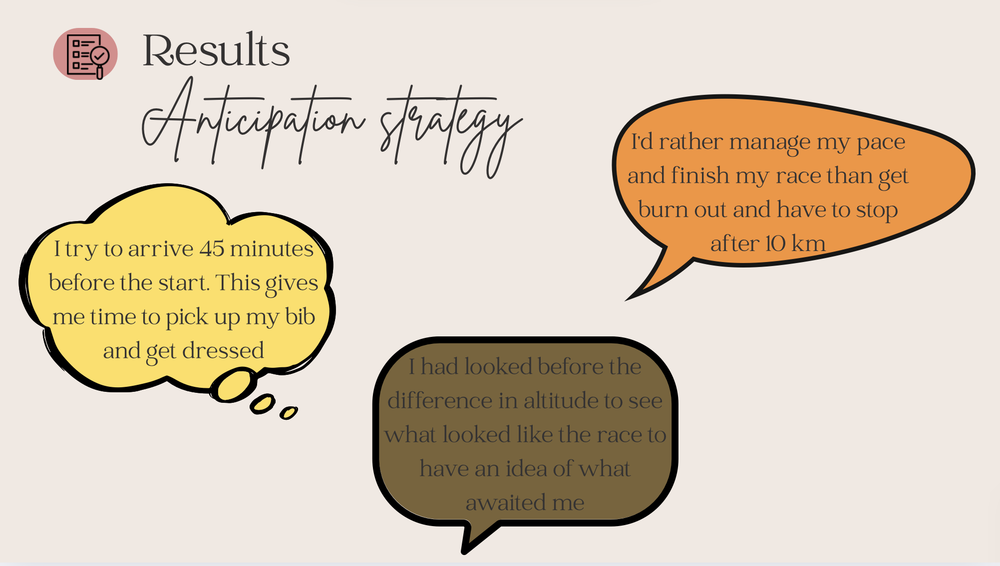 Results
Anticipation strategy
I'd rather manage my pace
and finish my race than get
burn out and have to stop
after 10 km
I try to arrive 45 minutes
before the start. This gives
me time to pick up my bib
and get dressed
I had looked before the
difference in altitude to see
what looked like the race to
have an idea of what
awaited me